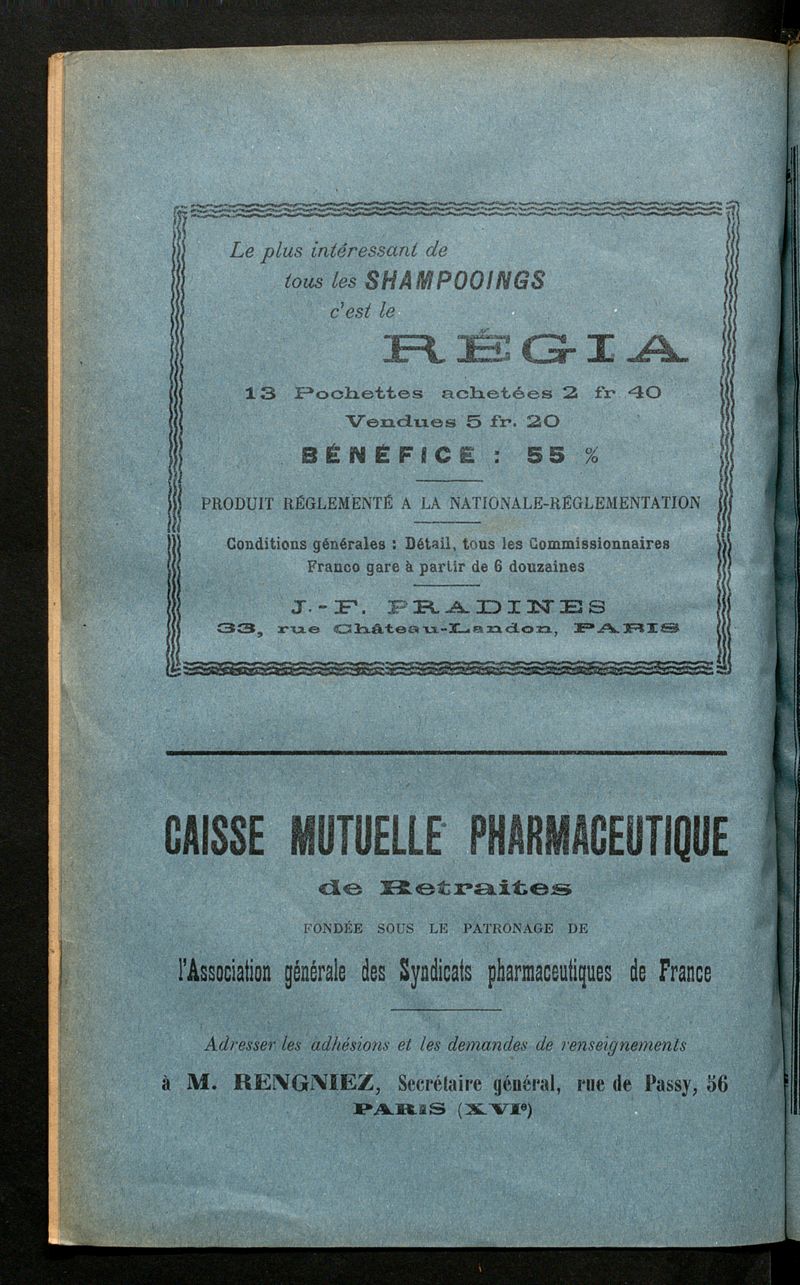 Le plus intéressant de
tous les SHAMPOOINGS
c'est le
RÉGIA
13 Pochettes achetées 2 fr 40
Vendues 5 fr. 20
BÉNÉFICE : 55 %
PRODUIT RÉGLEMENTÉ A LA NATIONALE-RÉGLEMENTATION
Conditions générales : Détail, tous les Commissionnaires
Franco gare à partir de 6 douzaines
J.-F. PRADINES
33, rue Château-Landon, PARIS
CAISSE MUTUELLE PHARMACEUTIQUE
de Retraites
FONDÉE SOUS LE PATRONAGE DE
l'Association générale des Syndicats pharmaceutiques de France
Adresser les adhésions et les demandes de renseignements
à M. RENGNIEZ, Secrétaire général, rue de Passy, 56
PARIS (XVIe)